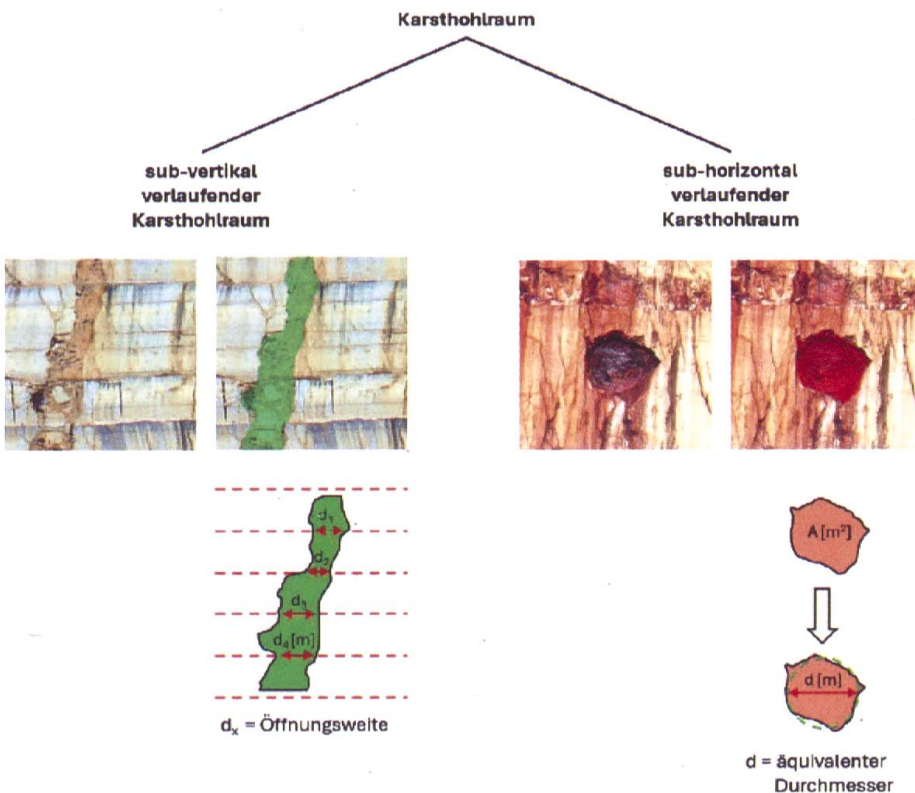 Karsthohlraum
sub-vertikal
verlaufender
Karsthohlraum
sub-horizontal
verlaufender
Karsthohlraum
d₁
d₂
d₃
d₄[m]
dₓ = Öffnungsweite
A[m²]
d[m]
d = äquivalenter
Durchmesser